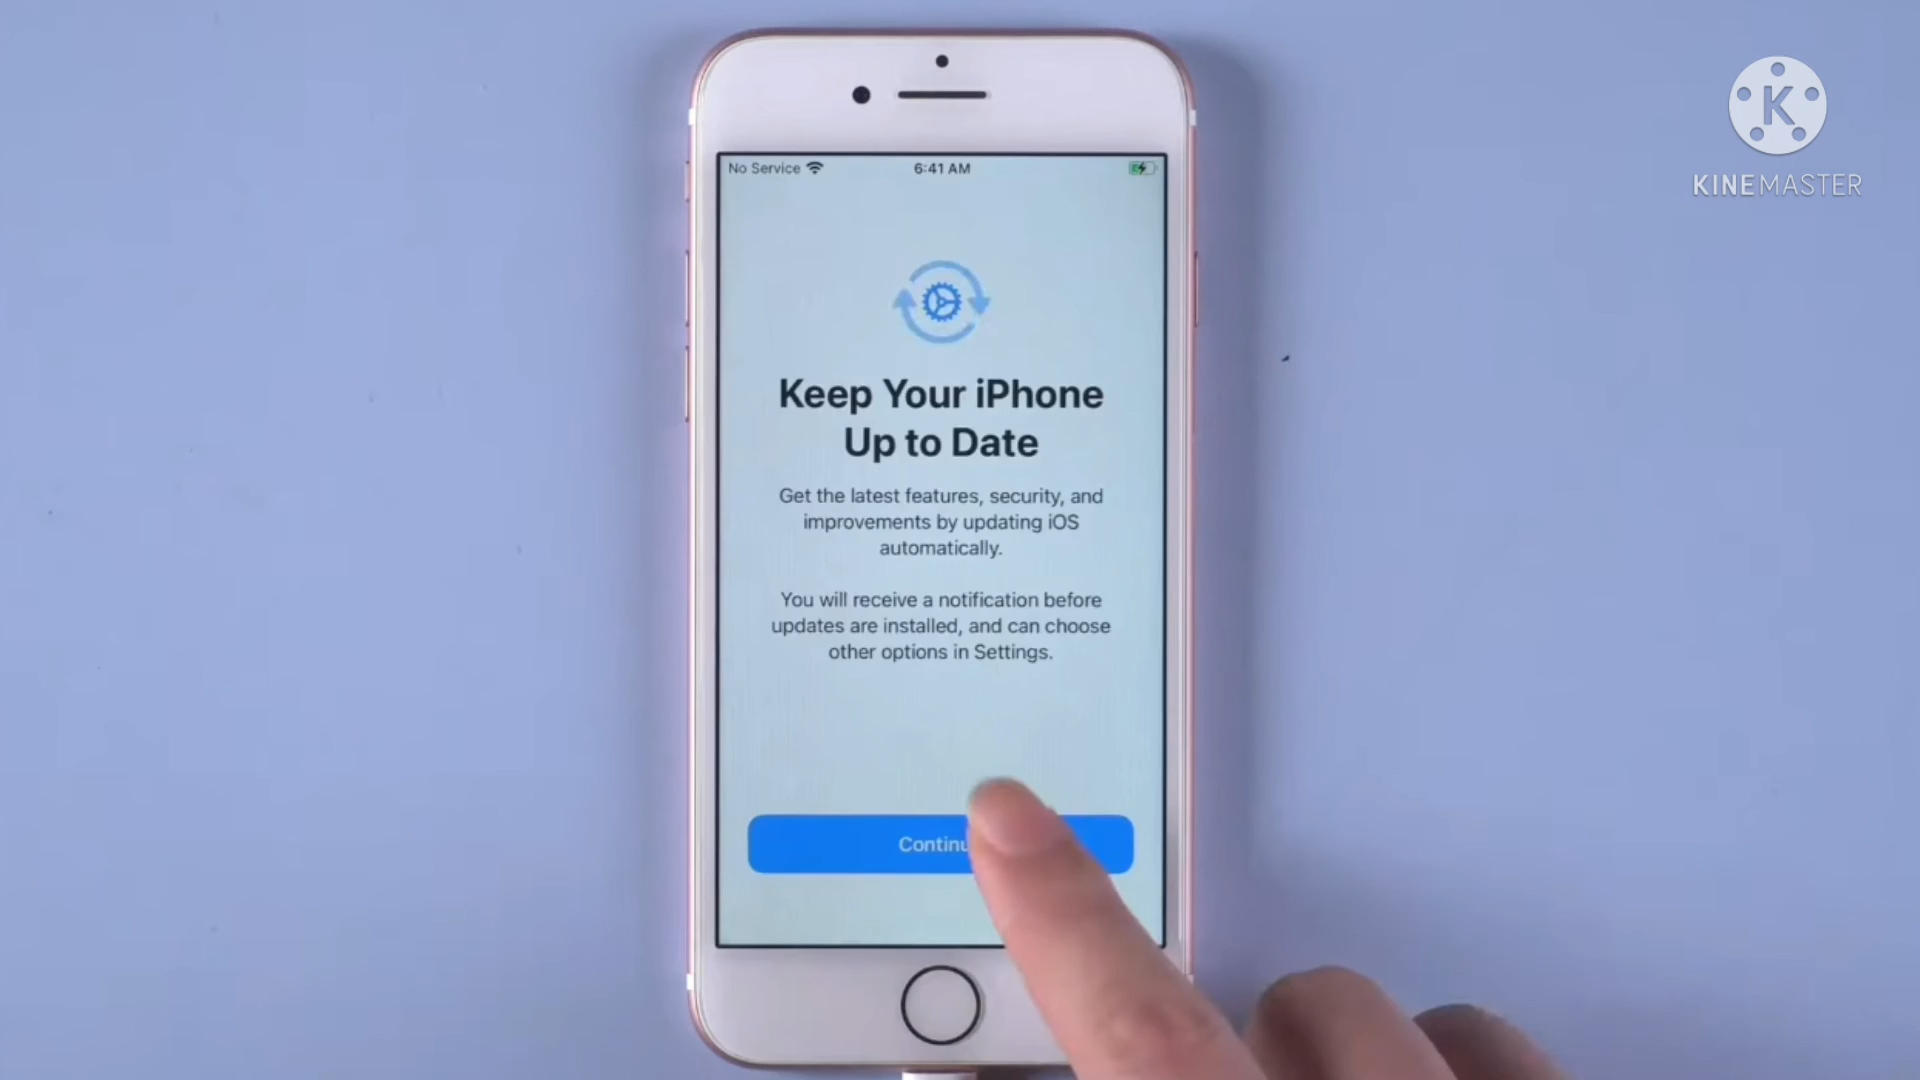 No Service
6:41 AM
Keep Your iPhone
Up to Date
Get the latest features, security, and
improvements by updating iOS
automatically.
You will receive a notification before
updates are installed, and can choose
other options in Settings.
Continu
K
KINEMASTER